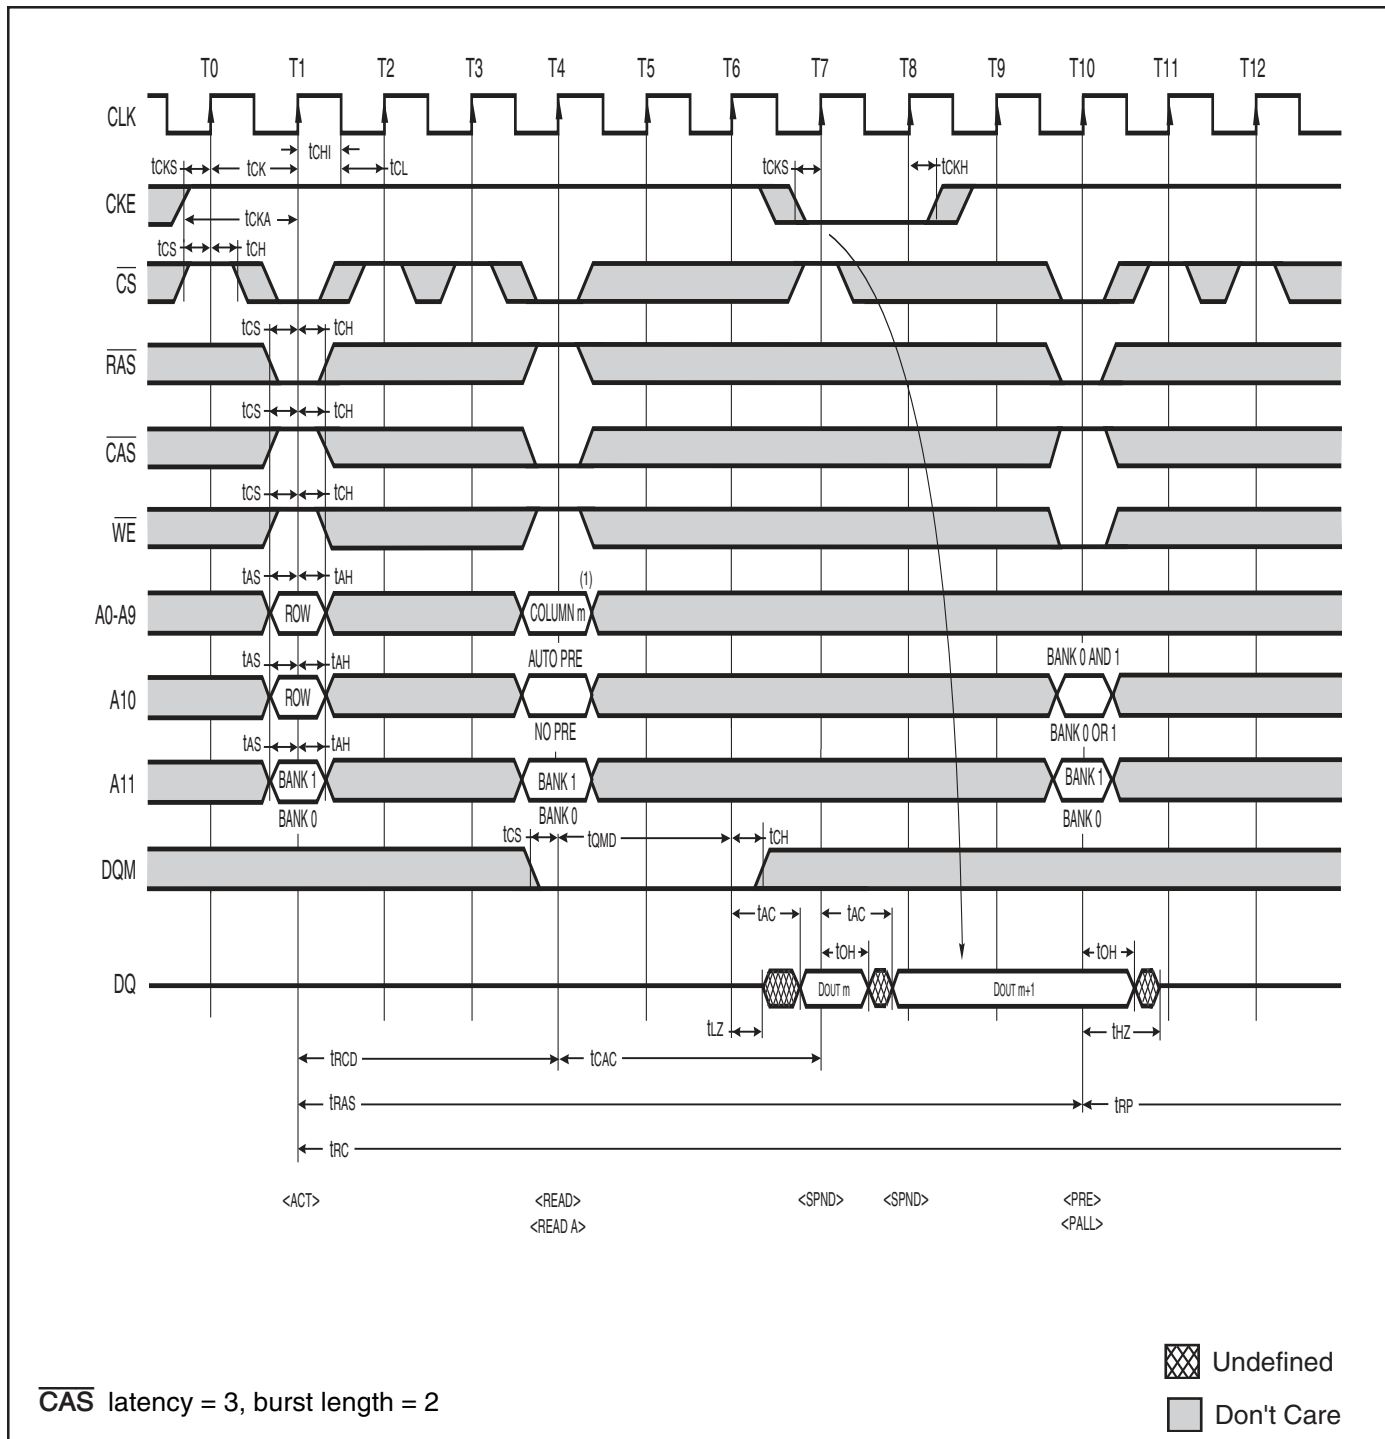 T0 T1 T2 T3 T4 T5 T6 T7 T8 T9 T10 T11 T12
CLK
tCHI
tCKS tCK tCL tCKS tCKH
CKE
tCKA
tCS tCH
CS
tCS tCH
RAS
tCS tCH
CAS
tCS tCH
WE
tAS tAH (1)
A0-A9 ROW COLUMN m
tAS tAH AUTO PRE BANK 0 AND 1
A10 ROW
NO PRE BANK 0 OR 1
tAS tAH
A11 BANK 1 BANK 1 BANK 1
BANK 0 BANK 0 BANK 0
tCS tQMD tCH
DQM
tAC tAC
tOH tOH
DQ DOUT m DOUT m+1
tLZ tHZ
tRCD tCAC
tRAS tRP
tRC
<ACT> <READ> <SPND> <SPND> <PRE>
<READ A> <PALL>
Undefined
CAS latency = 3, burst length = 2
Don't Care